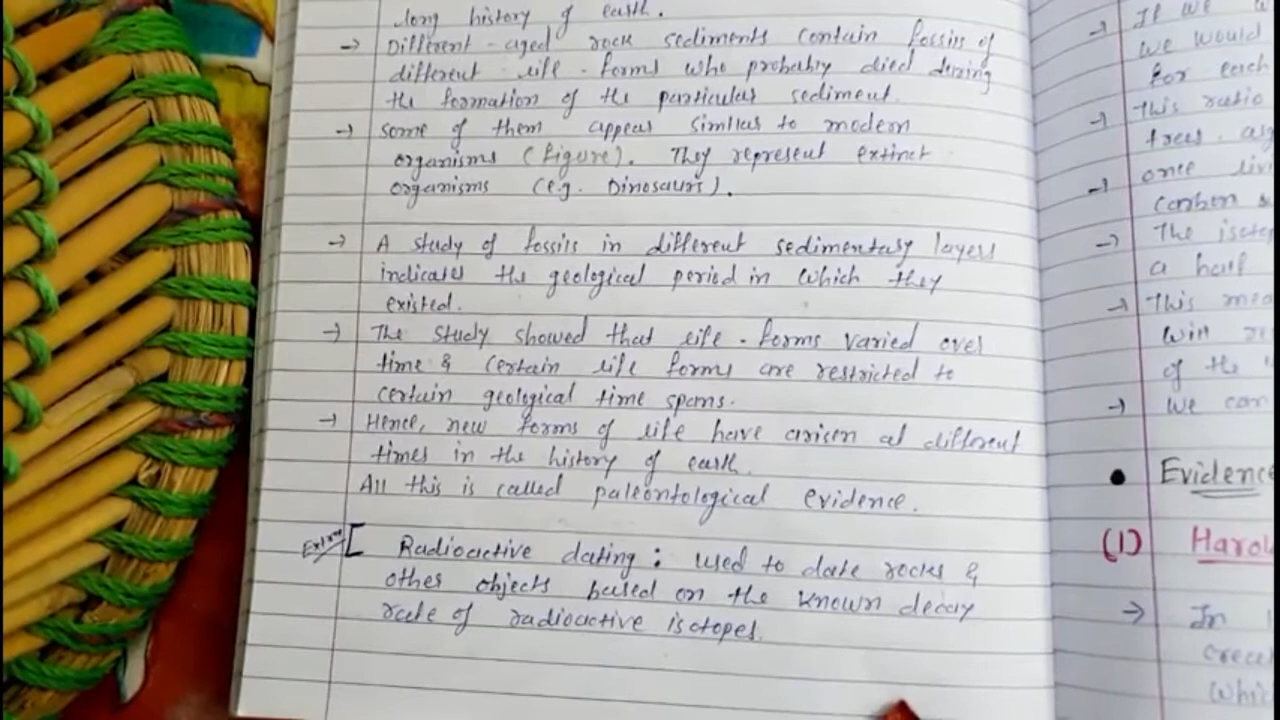 long history of earth.
→ Different-aged rock sediments contain fossils of
different life-forms who probably died during
the formation of the particular sediment.
→ some of them appear similar to modern
organisms (figure). They represent extinct
organisms (e.g. Dinosaurs).
→ A study of fossils in different sedimentary layers
indicates the geological period in which they
existed.
→ The study showed that life-forms varied over
time & certain life forms are restricted to
certain geological time spans.
→ Hence, new forms of life have arisen at different
times in the history of earth.
All this is called paleontological evidence.
Extra [ Radioactive dating: used to date rocks &
other objects based on the known decay
rate of radioactive isotopes.
→ If we
we would
for each
→ This ratio
trees.
→ once
carbon &
→ The
a half
→ This
will
of the
→ We can
• Evidence
(1)
→ In